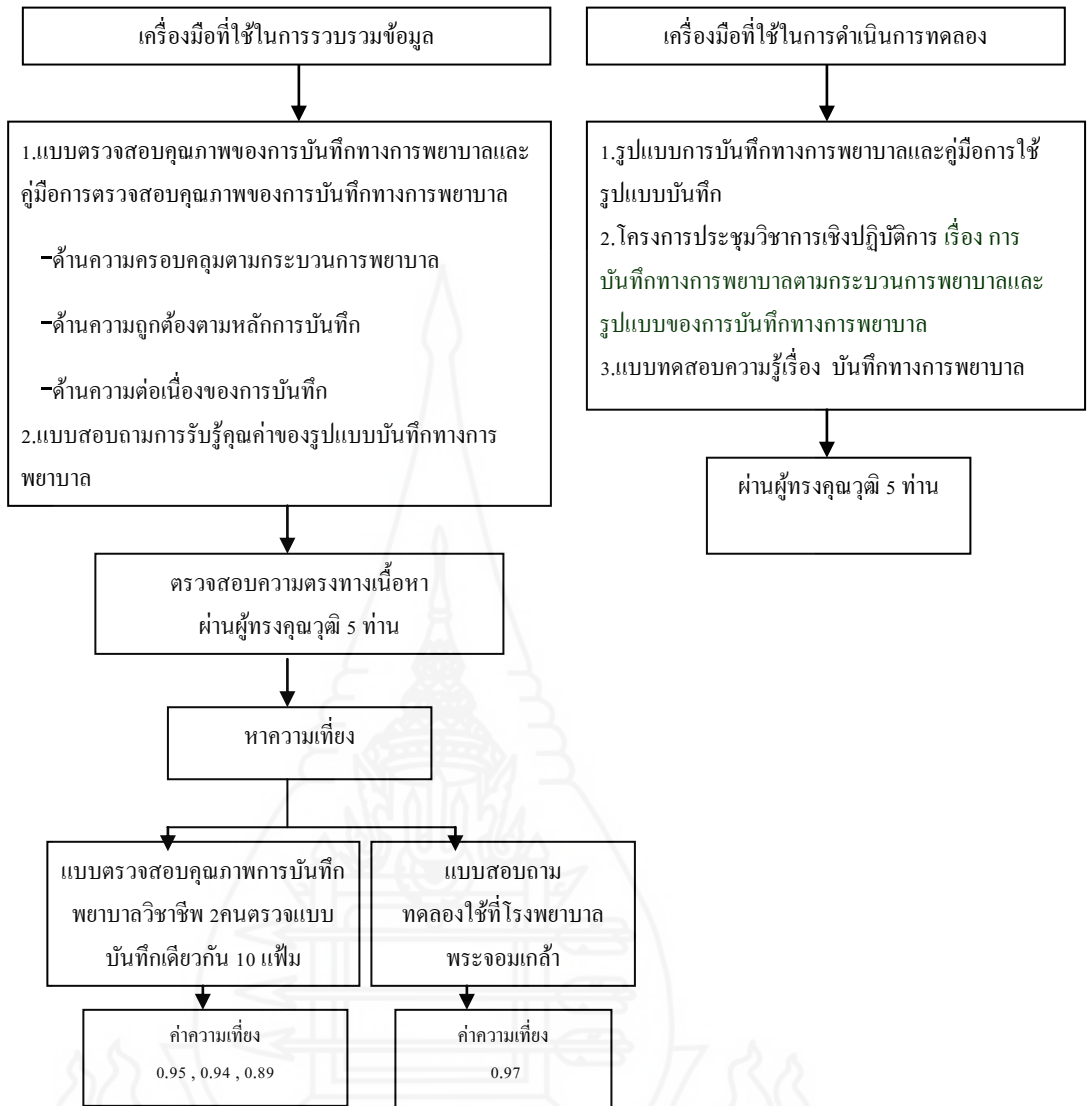 เครื่องมือที่ใช้ในการรวบรวมข้อมูล
1.แบบตรวจสอบคุณภาพของการบันทึกทางการพยาบาลและ
คู่มือการตรวจสอบคุณภาพของการบันทึกทางการพยาบาล
-ด้านความครอบคลุมตามกระบวนการพยาบาล
-ด้านความถูกต้องตามหลักการบันทึก
-ด้านความต่อเนื่องของการบันทึก
2.แบบสอบถามการรับรู้คุณค่าของรูปแบบบันทึกทางการ
พยาบาล
ตรวจสอบความตรงทางเนื้อหา
ผ่านผู้ทรงคุณวุฒิ 5 ท่าน
หาความเที่ยง
แบบตรวจสอบคุณภาพการบันทึก
พยาบาลวิชาชีพ 2คนตรวจแบบ
บันทึกเดียวกัน 10 แฟ้ม
ค่าความเที่ยง
0.95 , 0.94 , 0.89
แบบสอบถาม
ทดลองใช้ที่โรงพยาบาล
พระจอมเกล้า
ค่าความเที่ยง
0.97
เครื่องมือที่ใช้ในการดำเนินการทดลอง
1.รูปแบบการบันทึกทางการพยาบาลและคู่มือการใช้
รูปแบบบันทึก
2.โครงการประชุมวิชาการเชิงปฏิบัติการ เรื่อง การ
บันทึกทางการพยาบาลตามกระบวนการพยาบาลและ
รูปแบบของการบันทึกทางการพยาบาล
3.แบบทดสอบความรู้เรื่อง บันทึกทางการพยาบาล
ผ่านผู้ทรงคุณวุฒิ 5 ท่าน